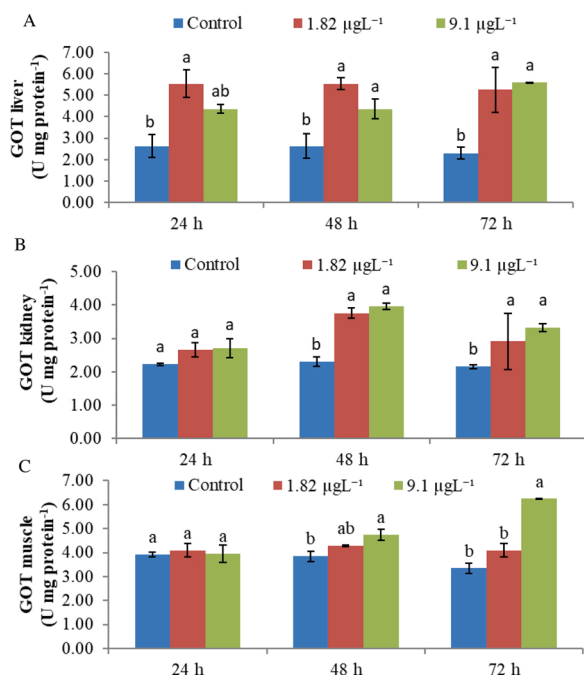 A
Control 1.82 µgL⁻¹ 9.1 µgL⁻¹
GOT liver
(U mg protein⁻¹)
7.00
6.00
5.00
4.00
3.00
2.00
1.00
0.00
b a ab
b a a
b a a
24 h 48 h 72 h
B
Control 1.82 µgL⁻¹ 9.1 µgL⁻¹
GOT kidney
(U mg protein⁻¹)
5.00
4.00
3.00
2.00
1.00
0.00
a a a
b a a
b a a
24 h 48 h 72 h
C
Control 1.82 µgL⁻¹ 9.1 µgL⁻¹
GOT muscle
(U mg protein⁻¹)
7.00
6.00
5.00
4.00
3.00
2.00
1.00
0.00
a a a
b ab a
b b a
24 h 48 h 72 h